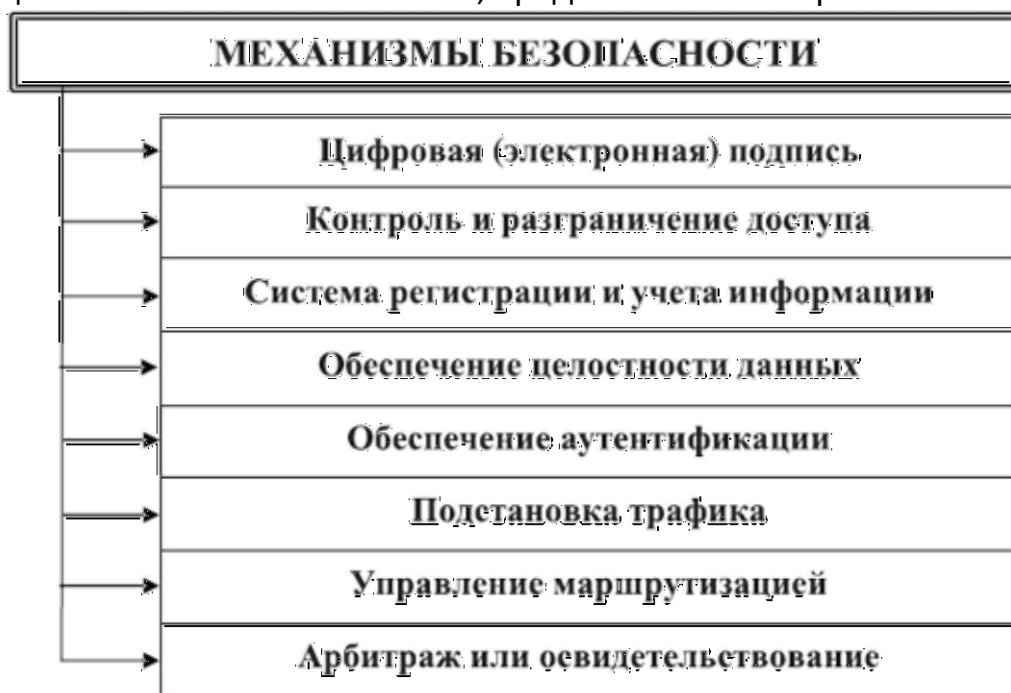 МЕХАНИЗМЫ БЕЗОПАСНОСТИ
Цифровая (электронная) подпись
Контроль и разграничение доступа
Система регистрации и учета информации
Обеспечение целостности данных
Обеспечение аутентификации
Подстановка трафика
Управление маршрутизацией
Арбитраж или освидетельствование